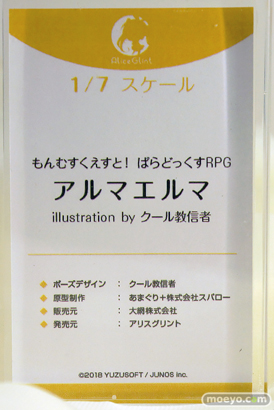 Alice Glint
1/7 スケール
もんむすくえすと! ぱらどっくすRPG
アルマエルマ
illustration by クール教信者
◆ ポーズデザイン : クール教信者
◆ 原型制作 : あまぐり+株式会社スパロー
◆ 販売元 : 大網株式会社
◆ 発売元 : アリスグリント
©2018 YUZUSOFT / JUNOS inc.
moeyo.com